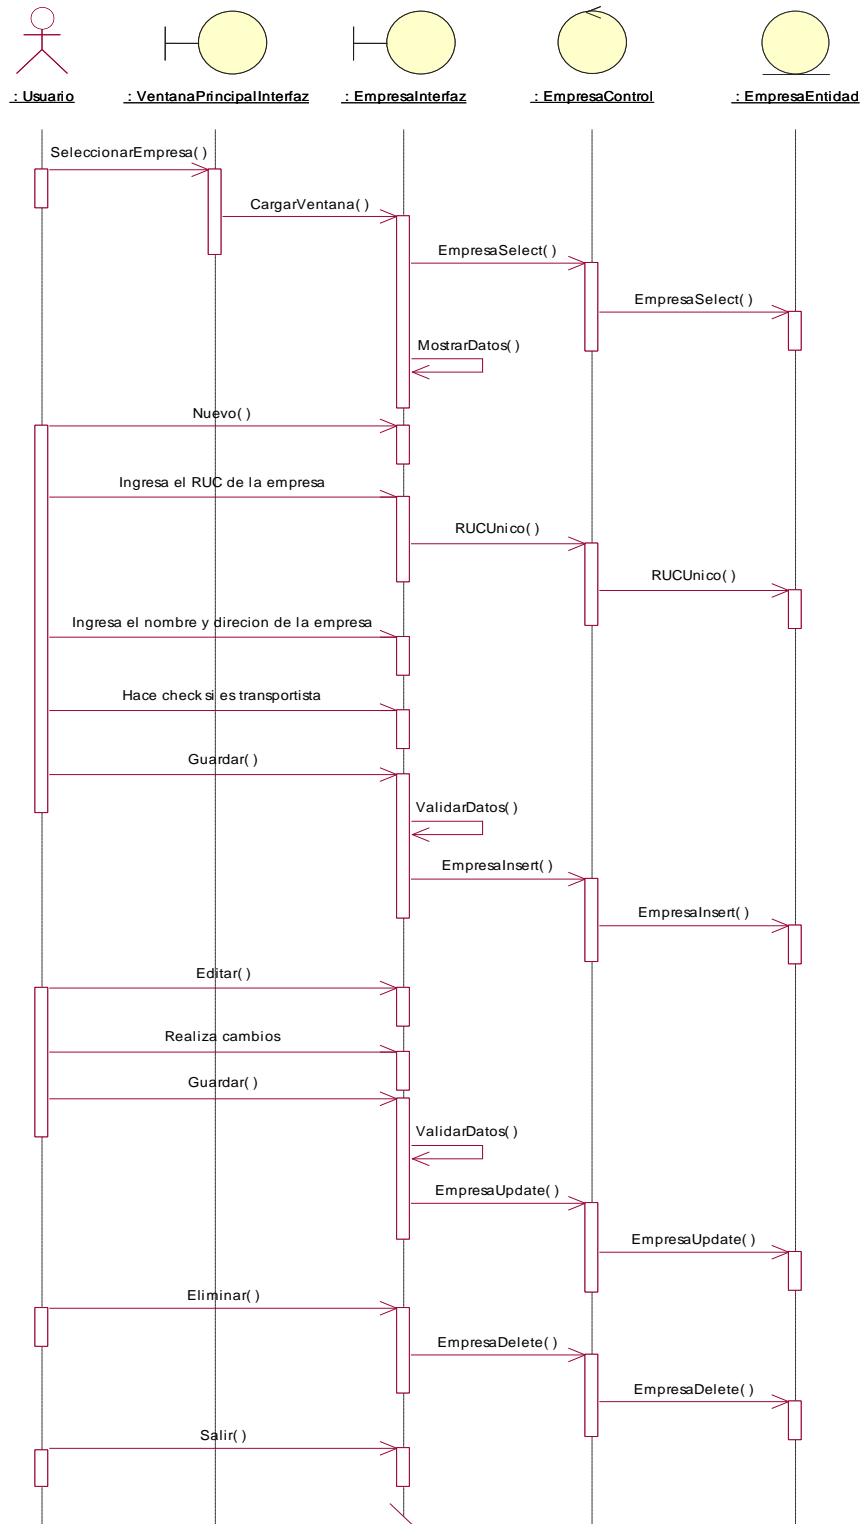 : Usuario
: VentanaPrincipalInterfaz
: EmpresaInterfaz
: EmpresaControl
: EmpresaEntidad
SeleccionarEmpresa( )
CargarVentana( )
EmpresaSelect( )
EmpresaSelect( )
MostrarDatos( )
Nuevo( )
Ingresa el RUC de la empresa
RUCUnico( )
RUCUnico( )
Ingresa el nombre y direcion de la empresa
Hace check si es transportista
Guardar( )
ValidarDatos( )
EmpresaInsert( )
EmpresaInsert( )
Editar( )
Realiza cambios
Guardar( )
ValidarDatos( )
EmpresaUpdate( )
EmpresaUpdate( )
Eliminar( )
EmpresaDelete( )
EmpresaDelete( )
Salir( )